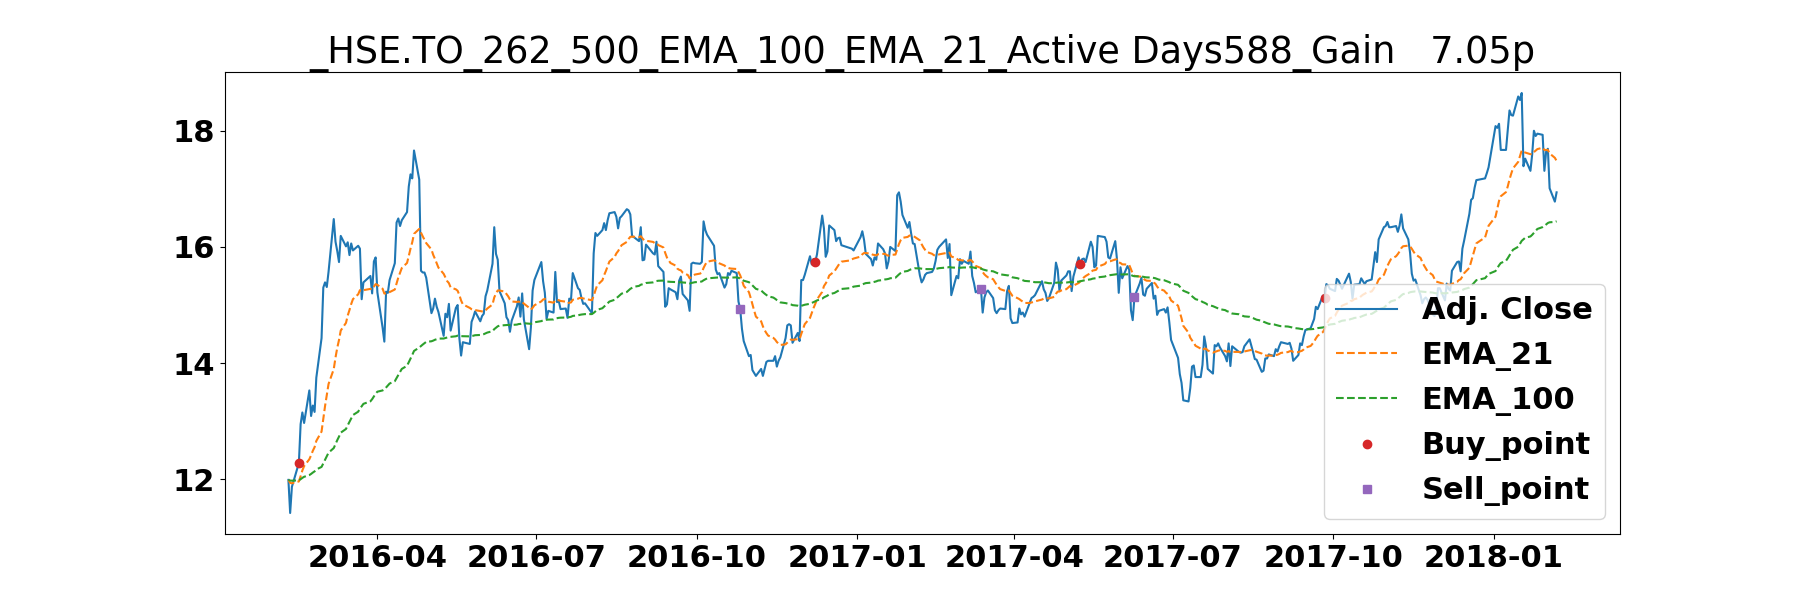 _HSE.TO_262_500_EMA_100_EMA_21_Active Days588_Gain   7.05p
18
16
14
12
2016-04 2016-07 2016-10 2017-01 2017-04 2017-07 2017-10 2018-01
Adj. Close
EMA_21
EMA_100
Buy_point
Sell_point